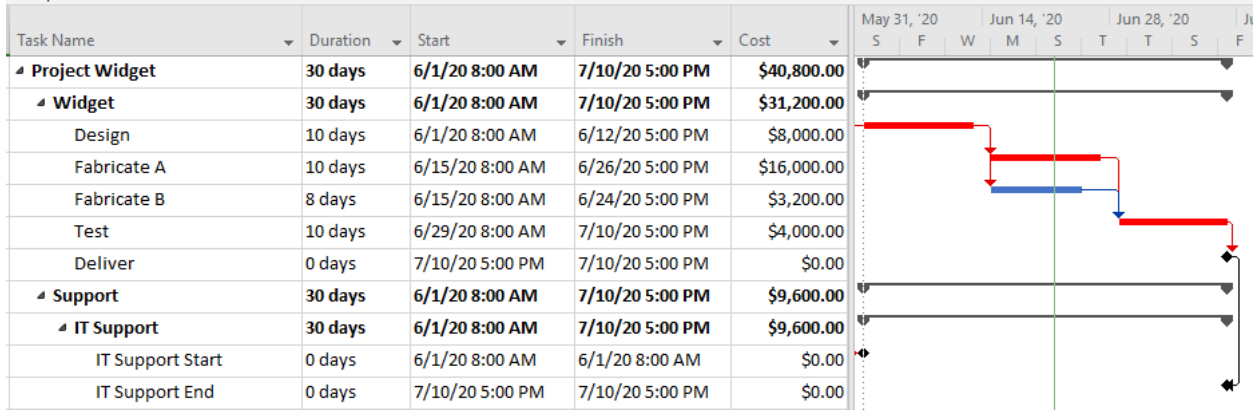 May 31, '20 Jun 14, '20 Jun 28, '20
Task Name Duration Start Finish Cost S F W M S T T S F
Project Widget 30 days 6/1/20 8:00 AM 7/10/20 5:00 PM $40,800.00
Widget 30 days 6/1/20 8:00 AM 7/10/20 5:00 PM $31,200.00
Design 10 days 6/1/20 8:00 AM 6/12/20 5:00 PM $8,000.00
Fabricate A 10 days 6/15/20 8:00 AM 6/26/20 5:00 PM $16,000.00
Fabricate B 8 days 6/15/20 8:00 AM 6/24/20 5:00 PM $3,200.00
Test 10 days 6/29/20 8:00 AM 7/10/20 5:00 PM $4,000.00
Deliver 0 days 7/10/20 5:00 PM 7/10/20 5:00 PM $0.00
Support 30 days 6/1/20 8:00 AM 7/10/20 5:00 PM $9,600.00
IT Support 30 days 6/1/20 8:00 AM 7/10/20 5:00 PM $9,600.00
IT Support Start 0 days 6/1/20 8:00 AM 6/1/20 8:00 AM $0.00
IT Support End 0 days 7/10/20 5:00 PM 7/10/20 5:00 PM $0.00